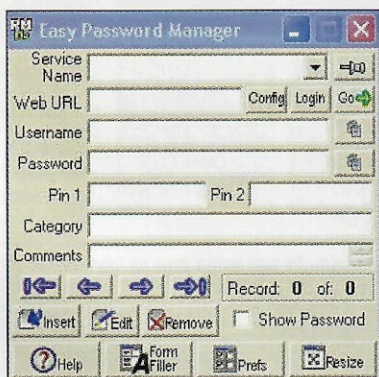 Easy Password Manager
Service Name
Web URL Config Login Go
Username
Password
Pin 1 Pin 2
Category
Comments
Record: 0 of: 0
Insert Edit Remove Show Password
Help Form Filler Prefs Resize